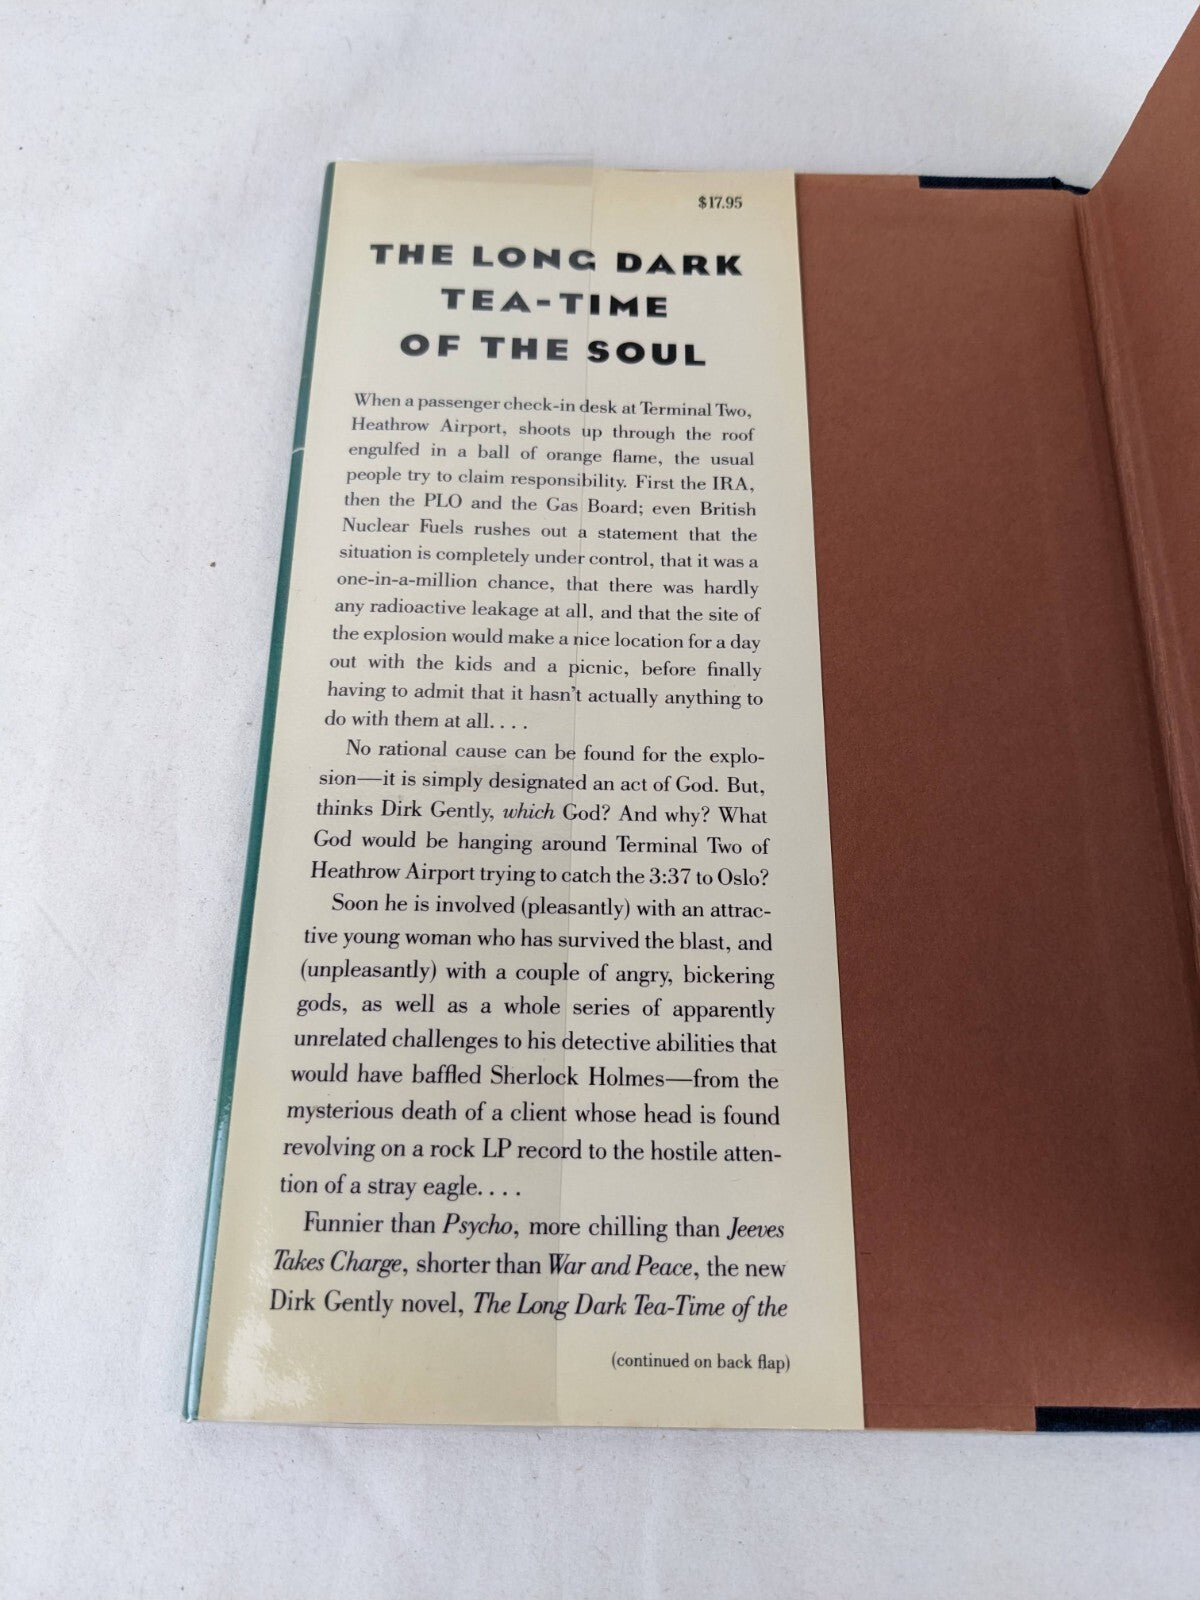 $17.95
THE LONG DARK
TEA-TIME
OF THE SOUL
When a passenger check-in desk at Terminal Two,
Heathrow Airport, shoots up through the roof
engulfed in a ball of orange flame, the usual
people try to claim responsibility. First the IRA,
then the PLO and the Gas Board; even British
Nuclear Fuels rushes out a statement that the
situation is completely under control, that it was a
one-in-a-million chance, that there was hardly
any radioactive leakage at all, and that the site of
the explosion would make a nice location for a day
out with the kids and a picnic, before finally
having to admit that it hasn't actually anything to
do with them at all. . . .
No rational cause can be found for the explo-
sion—it is simply designated an act of God. But,
thinks Dirk Gently, which God? And why? What
God would be hanging around Terminal Two of
Heathrow Airport trying to catch the 3:37 to Oslo?
Soon he is involved (pleasantly) with an attrac-
tive young woman who has survived the blast, and
(unpleasantly) with a couple of angry, bickering
gods, as well as a whole series of apparently
unrelated challenges to his detective abilities that
would have baffled Sherlock Holmes—from the
mysterious death of a client whose head is found
revolving on a rock LP record to the hostile atten-
tion of a stray eagle. . . .
Funnier than Psycho, more chilling than Jeeves
Takes Charge, shorter than War and Peace, the new
Dirk Gently novel, The Long Dark Tea-Time of the
(continued on back flap)